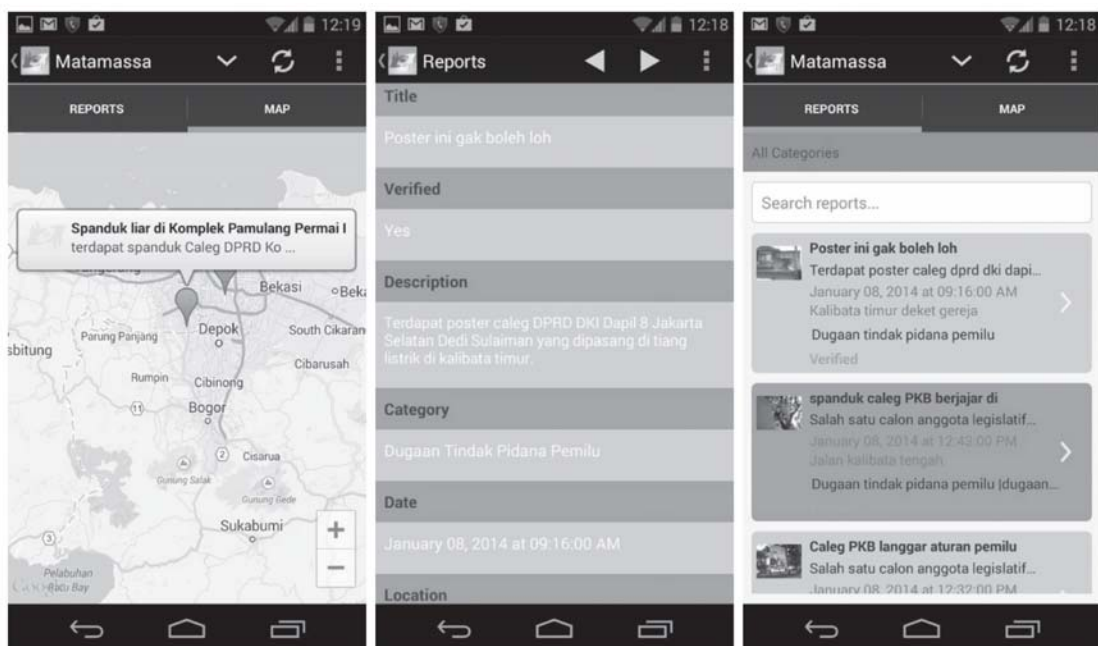 12:19
Matamassa
REPORTS
MAP
Spanduk liar di Komplek Pamulang Permai I
terdapat spanduk Caleg DPRD Ko ...
Bekasi
Depok
South Cikaran
Parung Panjang
Cibarusah
Rumpin
Cibinong
11
Bogor
2
Cisarua
Gunung Salak
Gunung Gede
Sukabumi
3
+
−
Pelabuhan
Ratu Bay
12:18
Reports
Title
Poster ini gak boleh loh
Verified
Yes
Description
Terdapat poster caleg DPRD DKI Dapil 8 Jakarta
Selatan Dedi Sulaiman yang dipasang di tiang
listrik di kalibata timur.
Category
Dugaan Tindak Pidana Pemilu
Date
January 08, 2014 at 09:16:00 AM
Location
12:18
Matamassa
REPORTS
MAP
All Categories
Search reports...
Poster ini gak boleh loh
Terdapat poster caleg dprd dki dapi...
January 08, 2014 at 09:16:00 AM
Kalibata timur deket gereja
Dugaan tindak pidana pemilu
Verified
spanduk caleg PKB berjajar di
Salah satu calon anggota legislatif...
January 08, 2014 at 12:43:00 PM
Jalan kalibata tengah
Dugaan tindak pidana pemilu |dugaan...
Caleg PKB langgar aturan pemilu
Salah satu calon anggota legislatif...
January 08, 2014 at 12:32:00 PM